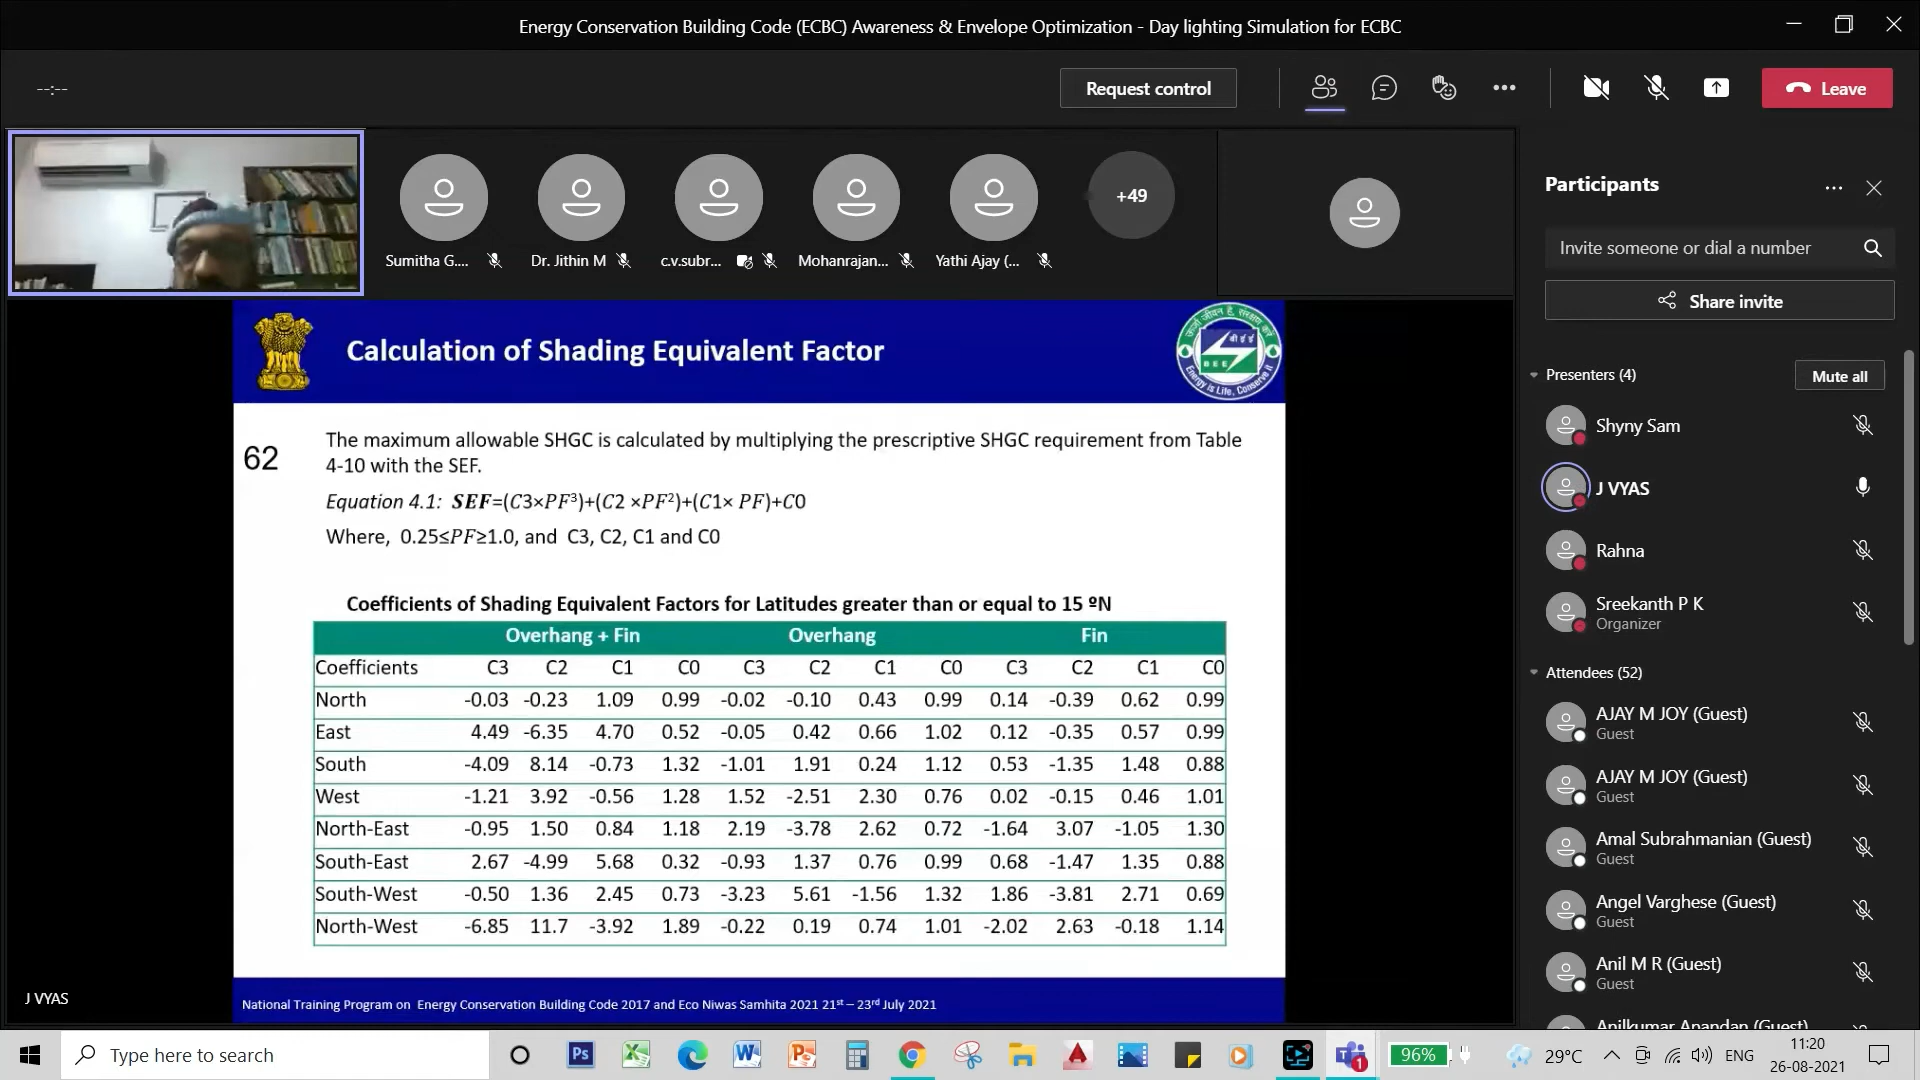 Energy Conservation Building Code (ECBC) Awareness & Envelope Optimization - Day lighting Simulation for ECBC
--:--
Request control
Leave
Sumitha G....
Dr. Jithin M
c.v.subr...
Mohanrajan...
Yathi Ajay (...
+49
Participants
Invite someone or dial a number
Share invite
Presenters (4)
Mute all
Shyny Sam
J VYAS
Rahna
Sreekanth P K
Organizer
Attendees (52)
AJAY M JOY (Guest)
Guest
AJAY M JOY (Guest)
Guest
Amal Subrahmanian (Guest)
Guest
Angel Varghese (Guest)
Guest
Anil M R (Guest)
Guest
Anilkumar Anandan (Guest)
Calculation of Shading Equivalent Factor
BEE
Energy is Life, Conserve it
62
The maximum allowable SHGC is calculated by multiplying the prescriptive SHGC requirement from Table
4-10 with the SEF.
Equation 4.1: SEF=(C3×PF³)+(C2 ×PF²)+(C1× PF)+C0
Where, 0.25≤PF≥1.0, and C3, C2, C1 and C0
Coefficients of Shading Equivalent Factors for Latitudes greater than or equal to 15 ºN
Overhang + Fin Overhang Fin
Coefficients C3 C2 C1 C0 C3 C2 C1 C0 C3 C2 C1 C0
North -0.03 -0.23 1.09 0.99 -0.02 -0.10 0.43 0.99 0.14 -0.39 0.62 0.99
East 4.49 -6.35 4.70 0.52 -0.05 0.42 0.66 1.02 0.12 -0.35 0.57 0.99
South -4.09 8.14 -0.73 1.32 -1.01 1.91 0.24 1.12 0.53 -1.35 1.48 0.88
West -1.21 3.92 -0.56 1.28 1.52 -2.51 2.30 0.76 0.02 -0.15 0.46 1.01
North-East -0.95 1.50 0.84 1.18 2.19 -3.78 2.62 0.72 -1.64 3.07 -1.05 1.30
South-East 2.67 -4.99 5.68 0.32 -0.93 1.37 0.76 0.99 0.68 -1.47 1.35 0.88
South-West -0.50 1.36 2.45 0.73 -3.23 5.61 -1.56 1.32 1.86 -3.81 2.71 0.69
North-West -6.85 11.7 -3.92 1.89 -0.22 0.19 0.74 1.01 -2.02 2.63 -0.18 1.14
J VYAS
National Training Program on Energy Conservation Building Code 2017 and Eco Niwas Samhita 2021 21st – 23rd July 2021
Type here to search
96%
29°C
ENG
11:20
26-08-2021